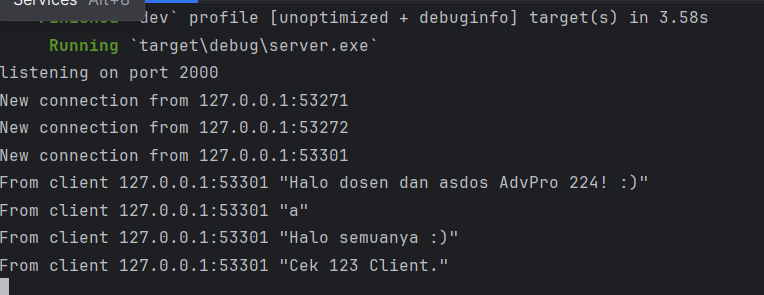 Services Alt+8
Finished `dev` profile [unoptimized + debuginfo] target(s) in 3.58s
Running `target\debug\server.exe`
listening on port 2000
New connection from 127.0.0.1:53271
New connection from 127.0.0.1:53272
New connection from 127.0.0.1:53301
From client 127.0.0.1:53301 "Halo dosen dan asdos AdvPro 224! :)"
From client 127.0.0.1:53301 "a"
From client 127.0.0.1:53301 "Halo semuanya :)"
From client 127.0.0.1:53301 "Cek 123 Client."